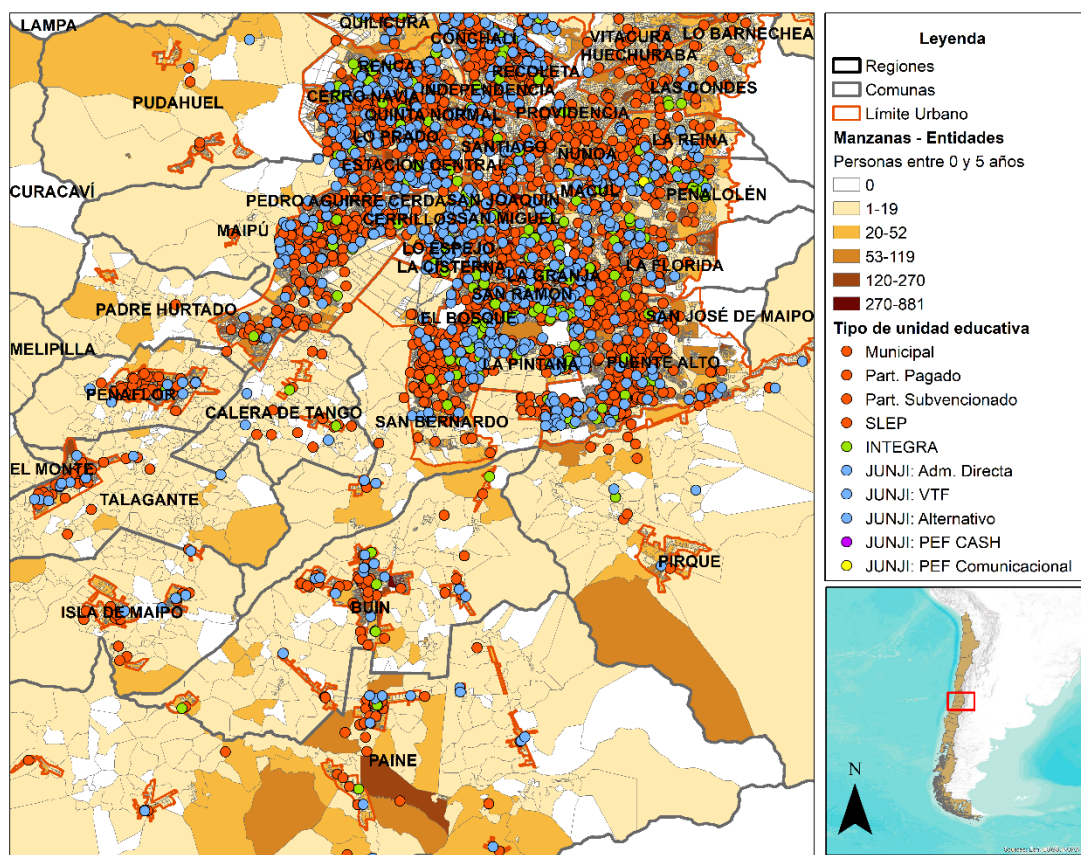 LAMPA
QUILICURA
CONCHALI
VITACURA
LO BARNECHEA
HUECHURABA
RENCA
RECOLETA
PUDAHUEL
CERRO NAVIA
INDEPENDENCIA
LAS CONDES
QUINTA NORMAL
PROVIDENCIA
LO PRADO
SANTIAGO
ÑUÑOA
LA REINA
ESTACION CENTRAL
CURACAVÍ
MACUL
PEÑALOLÉN
PEDRO AGUIRRE CERDA
SAN JOAQUIN
MAIPÚ
CERRILLOS
SAN MIGUEL
LO ESPEJO
LA CISTERNA
LA GRANJA
LA FLORIDA
SAN RAMON
PADRE HURTADO
EL BOSQUE
SAN JOSÉ DE MAIPO
MELIPILLA
LA PINTANA
PUENTE ALTO
PEÑAFLOR
CALERA DE TANGO
SAN BERNARDO
EL MONTE
TALAGANTE
PIRQUE
ISLA DE MAIPO
BUIN
PAINE
Leyenda
Regiones
Comunas
Límite Urbano
Manzanas - Entidades
Personas entre 0 y 5 años
0
1-19
20-52
53-119
120-270
270-881
Tipo de unidad educativa
Municipal
Part. Pagado
Part. Subvencionado
SLEP
INTEGRA
JUNJI: Adm. Directa
JUNJI: VTF
JUNJI: Alternativo
JUNJI: PEF CASH
JUNJI: PEF Comunicacional
N